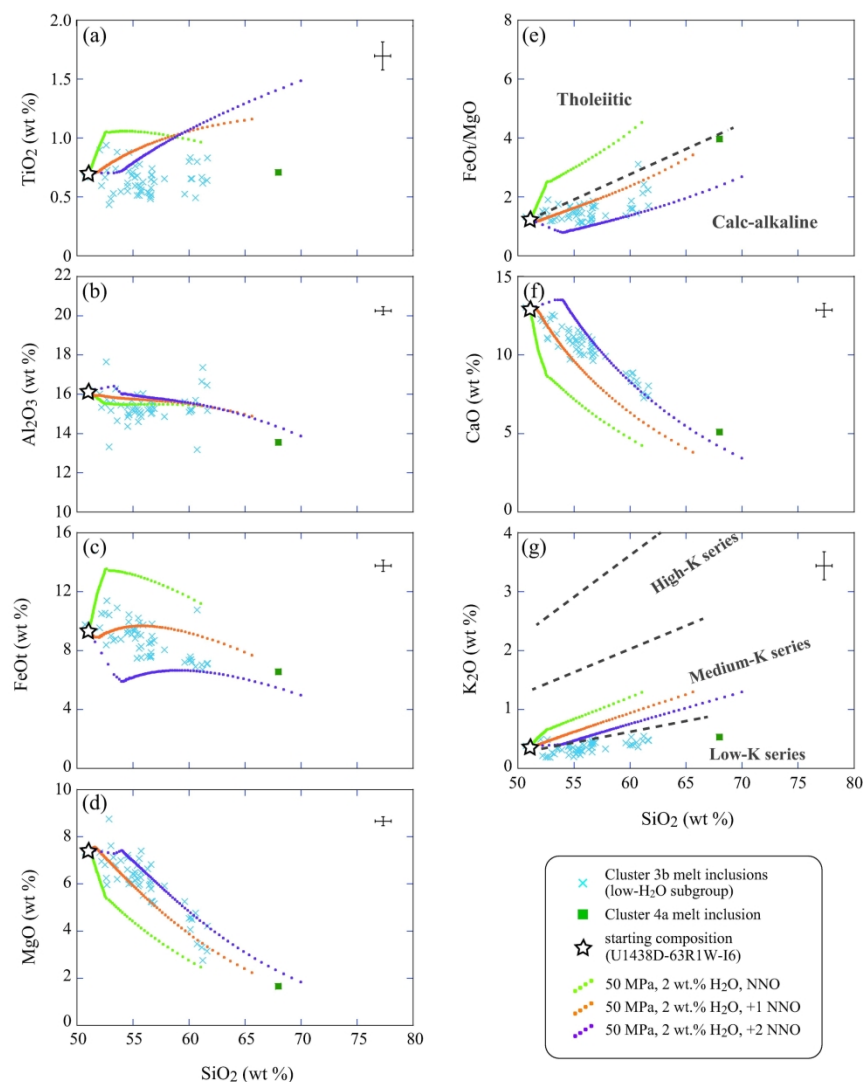 (a)
2.0
1.5
1.0
0.5
0
TiO₂ (wt %)
(b)
22
20
18
16
14
12
10
Al₂O₃ (wt %)
(c)
16
12
8
4
0
FeOt (wt %)
(d)
10
8
6
4
2
0
MgO (wt %)
50 55 60 65 70 75 80
SiO₂ (wt %)
(e)
8
6
4
2
0
FeOt/MgO
Tholeiitic
Calc-alkaline
(f)
15
10
5
0
CaO (wt %)
(g)
4
3
2
1
0
K₂O (wt %)
High-K series
Medium-K series
Low-K series
50 55 60 65 70 75 80
SiO₂ (wt %)
Cluster 3b melt inclusions
(low-H₂O subgroup)
Cluster 4a melt inclusion
starting composition
(U1438D-63R1W-I6)
50 MPa, 2 wt.% H₂O, NNO
50 MPa, 2 wt.% H₂O, +1 NNO
50 MPa, 2 wt.% H₂O, +2 NNO